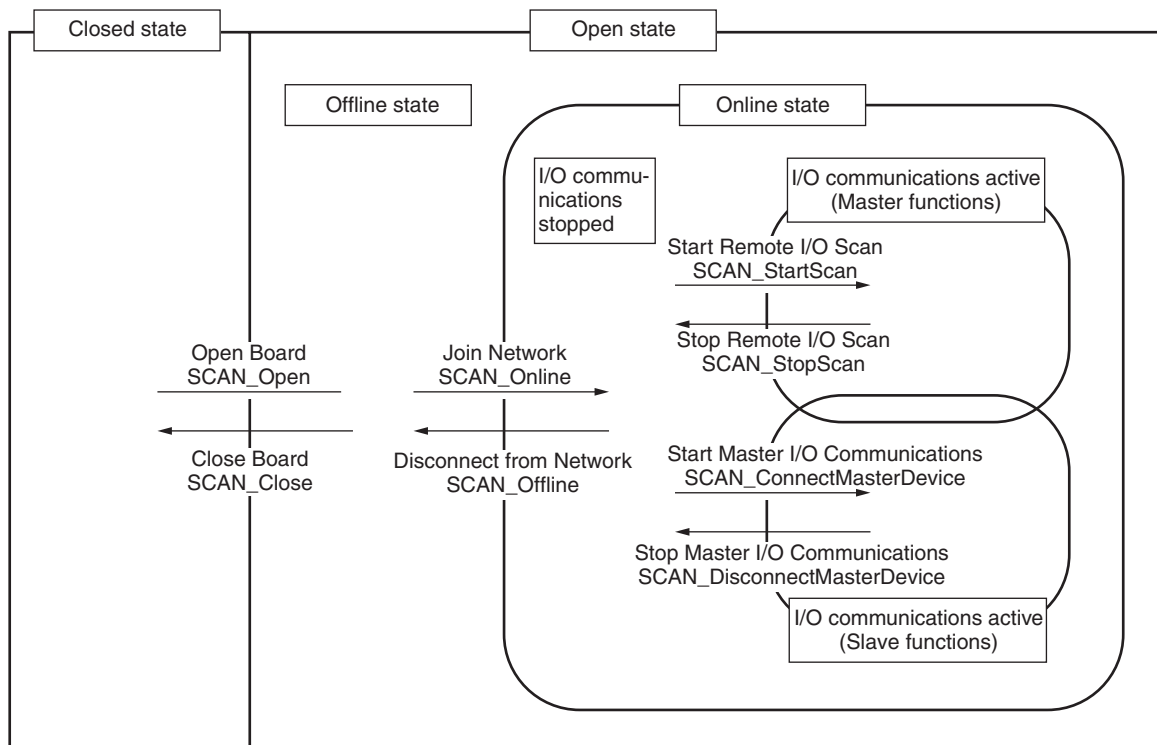 Closed state
Open state
Offline state
Online state
I/O commu-
nications
stopped
I/O communications active
(Master functions)
Start Remote I/O Scan
SCAN_StartScan
Stop Remote I/O Scan
SCAN_StopScan
Open Board
SCAN_Open
Join Network
SCAN_Online
Close Board
SCAN_Close
Disconnect from Network
SCAN_Offline
Start Master I/O Communications
SCAN_ConnectMasterDevice
Stop Master I/O Communications
SCAN_DisconnectMasterDevice
I/O communications active
(Slave functions)